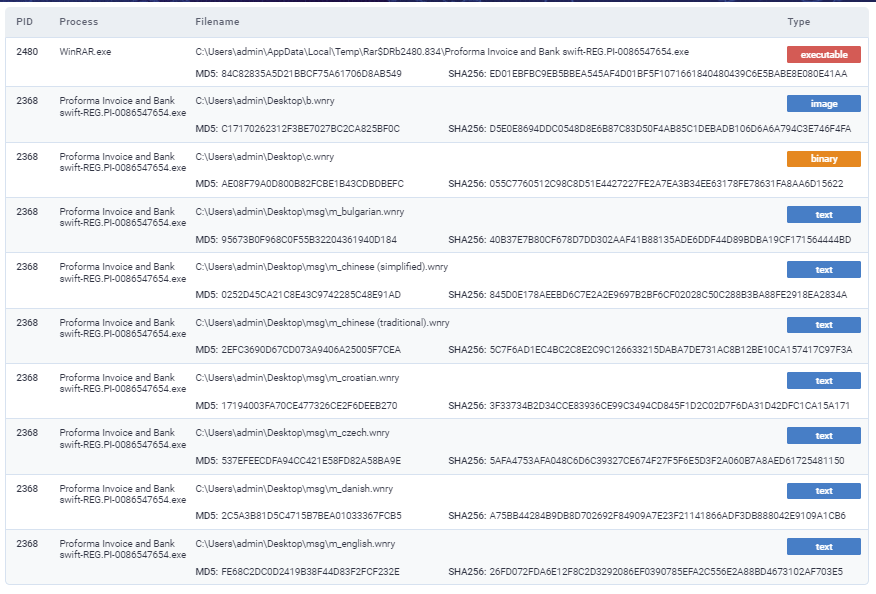 PID Process Filename Type
2480 WinRAR.exe C:\Users\admin\AppData\Local\Temp\Rar$DRb2480.834\Proforma Invoice and Bank swift-REG.PI-0086547654.exe executable
MD5: 84C82835A5D21BBCF75A61706D8AB549 SHA256: ED01EBFBC9EB5BBEA545AF4D01BF5F1071661840480439C6E5BABE8E080E41AA
2368 Proforma Invoice and Bank C:\Users\admin\Desktop\b.wnry image
swift-REG.PI-0086547654.exe
MD5: C17170262312F3BE7027BC2CA825BF0C SHA256: D5E0E8694DDC0548D8E6B87C83D50F4AB85C1DEBADB106D6A6A794C3E746F4FA
2368 Proforma Invoice and Bank C:\Users\admin\Desktop\c.wnry binary
swift-REG.PI-0086547654.exe
MD5: AE08F79A0D800B82FCBE1B43CDBDBEFC SHA256: 055C7760512C98C8D51E4427227FE2A7EA3B34EE63178FE78631FA8AA6D15622
2368 Proforma Invoice and Bank C:\Users\admin\Desktop\msg\m_bulgarian.wnry text
swift-REG.PI-0086547654.exe
MD5: 95673B0F968C0F55B32204361940D184 SHA256: 40B37E7B80CF678D7DD302AAF41B88135ADE6DDF44D89BDBA19CF171564444BD
2368 Proforma Invoice and Bank C:\Users\admin\Desktop\msg\m_chinese (simplified).wnry text
swift-REG.PI-0086547654.exe
MD5: 0252D45CA21C8E43C9742285C48E91AD SHA256: 845D0E178AEEBD6C7E2A2E9697B2BF6CF02028C50C288B3BA88FE2918EA2834A
2368 Proforma Invoice and Bank C:\Users\admin\Desktop\msg\m_chinese (traditional).wnry text
swift-REG.PI-0086547654.exe
MD5: 2EFC3690D67CD073A9406A25005F7CEA SHA256: 5C7F6AD1EC4BC2C8E2C9C126633215DABA7DE731AC8B12BE10CA157417C97F3A
2368 Proforma Invoice and Bank C:\Users\admin\Desktop\msg\m_croatian.wnry text
swift-REG.PI-0086547654.exe
MD5: 17194003FA70CE477326CE2F6DEEB270 SHA256: 3F33734B2D34CCE83936CE99C3494CD845F1D2C02D7F6DA31D42DFC1CA15A171
2368 Proforma Invoice and Bank C:\Users\admin\Desktop\msg\m_czech.wnry text
swift-REG.PI-0086547654.exe
MD5: 537EFEECDFA94CC421E58FD82A58BA9E SHA256: 5AFA4753AFA048C6D6C39327CE674F27F5F6E5D3F2A060B7A8AED61725481150
2368 Proforma Invoice and Bank C:\Users\admin\Desktop\msg\m_danish.wnry text
swift-REG.PI-0086547654.exe
MD5: 2C5A3B81D5C4715B7BEA01033367FCB5 SHA256: A75BB44284B9DB8D702692F84909A7E23F21141866ADF3DB888042E9109A1CB6
2368 Proforma Invoice and Bank C:\Users\admin\Desktop\msg\m_english.wnry text
swift-REG.PI-0086547654.exe
MD5: FE68C2DC0D2419B38F44D83F2FCF232E SHA256: 26FD072FDA6E12F8C2D3292086EF0390785EFA2C556E2A88BD4673102AF703E5